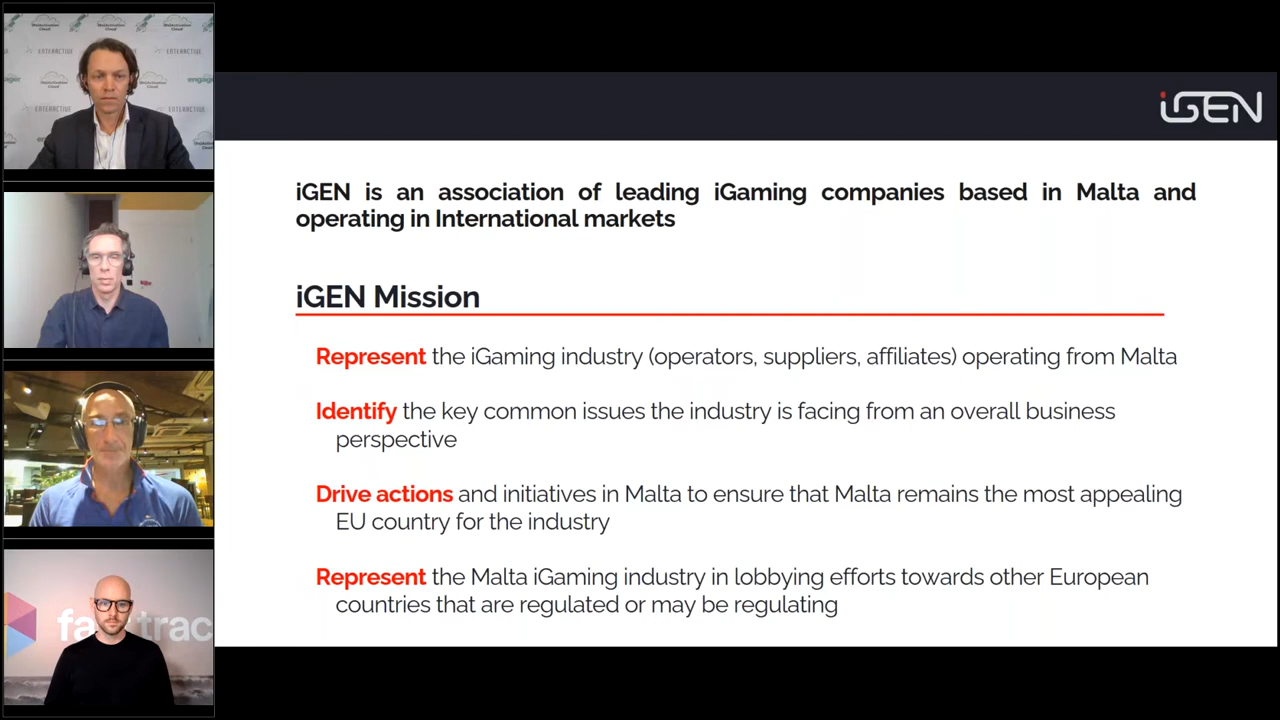 ENTERACTIVE
ENTERACTIVE
ENTERACTIVE
iGEN
iGEN is an association of leading iGaming companies based in Malta and
operating in International markets
iGEN Mission
Represent the iGaming industry (operators, suppliers, affiliates) operating from Malta
Identify the key common issues the industry is facing from an overall business
perspective
Drive actions and initiatives in Malta to ensure that Malta remains the most appealing
EU country for the industry
Represent the Malta iGaming industry in lobbying efforts towards other European
countries that are regulated or may be regulating